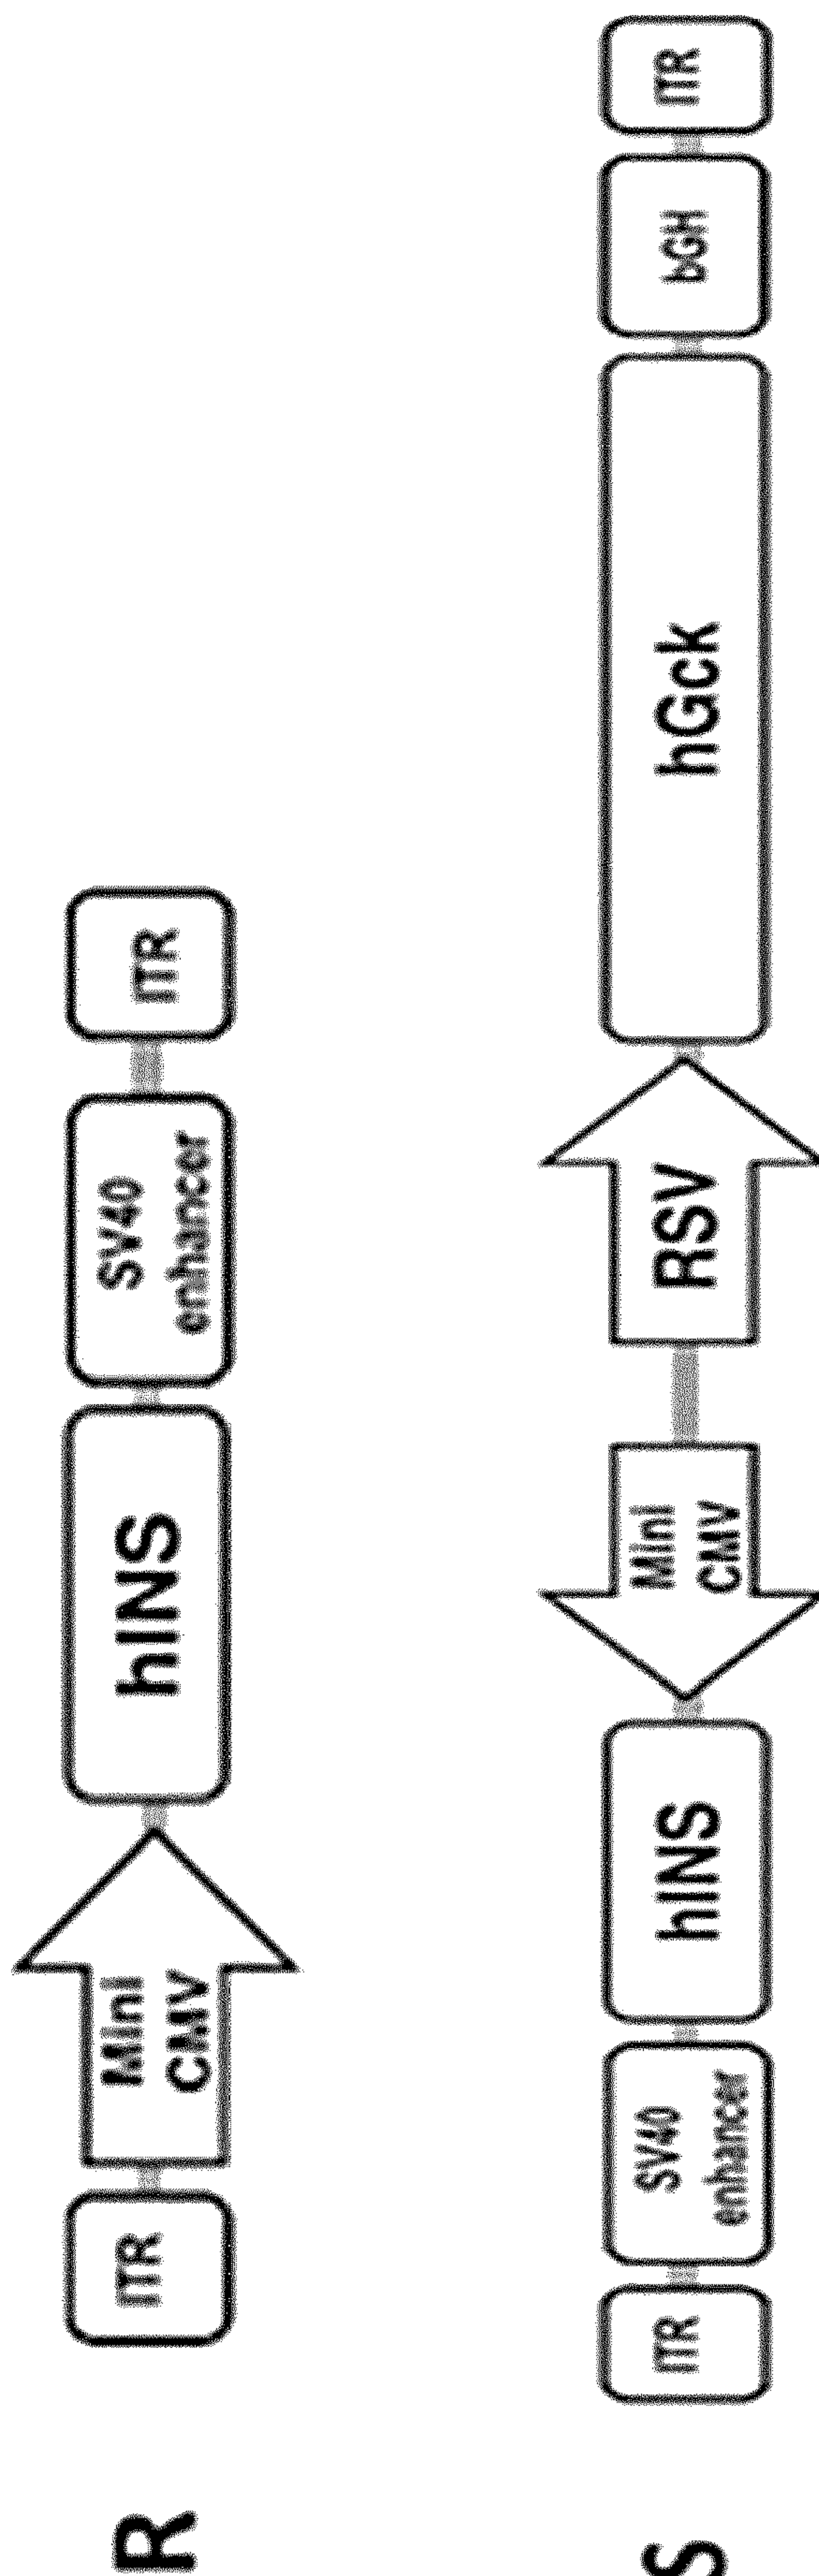 R
ITR
Mini
CMV
hINS
SV40
enhancer
ITR
S
ITR
SV40
enhancer
hINS
Mini
CMV
RSV
hGck
bGH
ITR